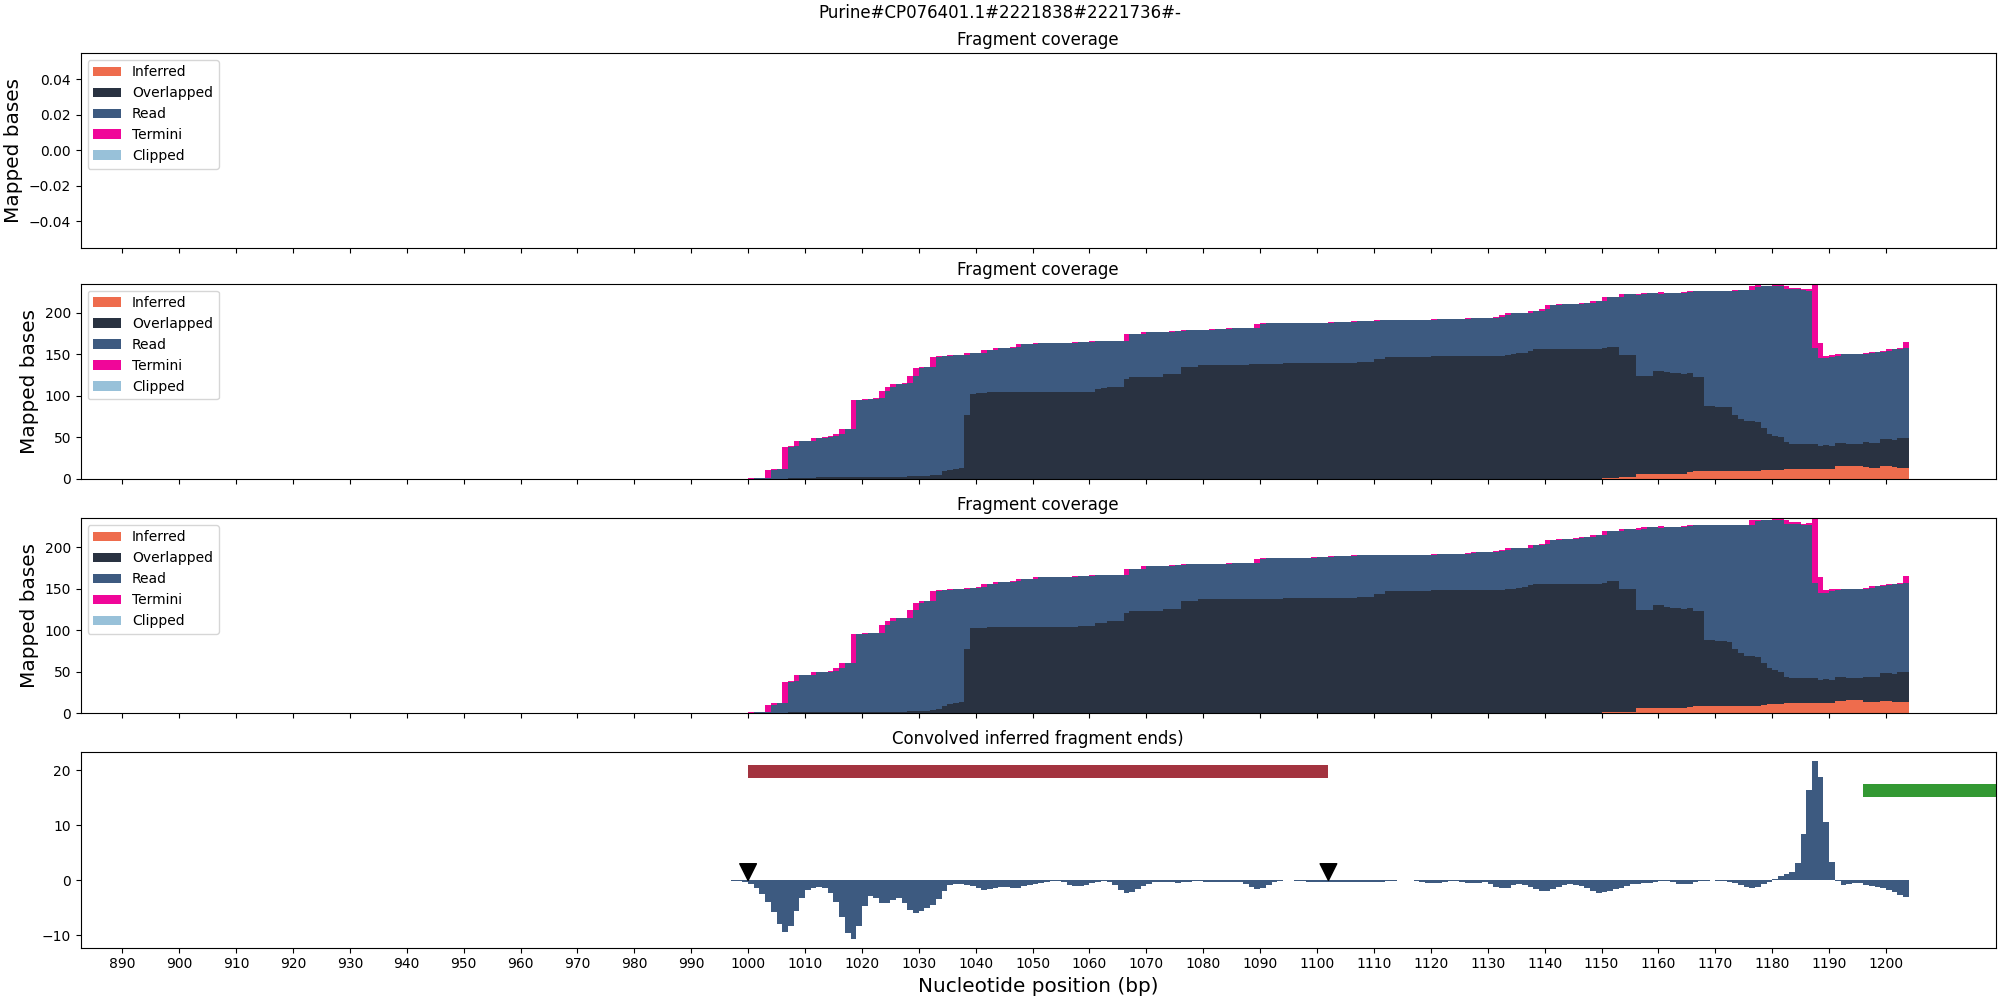 Purine#CP076401.1#2221838#2221736#-
Fragment coverage
Mapped bases
0.04
0.02
0.00
−0.02
−0.04
Inferred
Overlapped
Read
Termini
Clipped
Fragment coverage
Mapped bases
200
150
100
50
0
Inferred
Overlapped
Read
Termini
Clipped
Fragment coverage
Mapped bases
200
150
100
50
0
Inferred
Overlapped
Read
Termini
Clipped
Convolved inferred fragment ends)
20
10
0
−10
890 900 910 920 930 940 950 960 970 980 990 1000 1010 1020 1030 1040 1050 1060 1070 1080 1090 1100 1110 1120 1130 1140 1150 1160 1170 1180 1190 1200
Nucleotide position (bp)